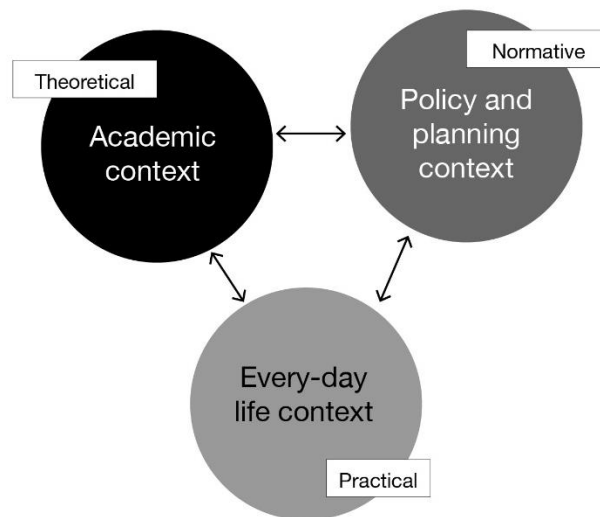 Theoretical
Academic
context
Normative
Policy and
planning
context
Every-day
life context
Practical